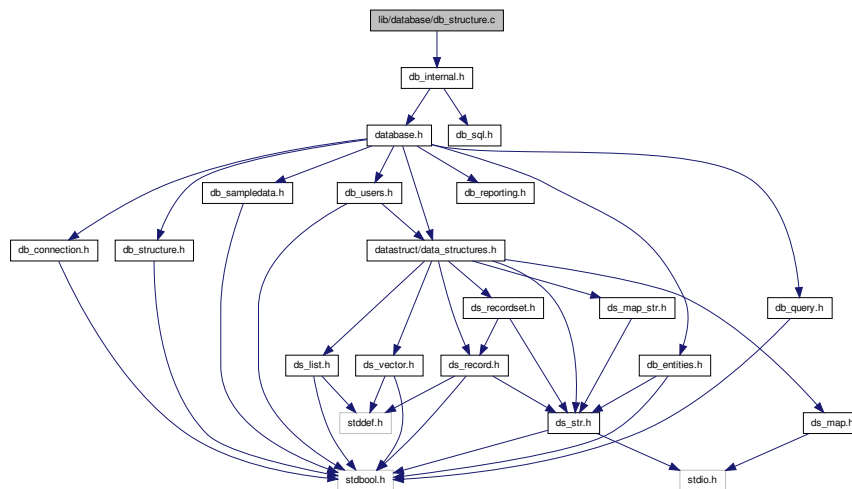 lib/database/db_structure.c
db_internal.h
database.h
db_sql.h
db_sampledata.h
db_users.h
db_reporting.h
db_connection.h
db_structure.h
datastruct/data_structures.h
ds_recordset.h
ds_map_str.h
db_query.h
ds_list.h
ds_vector.h
ds_record.h
db_entities.h
stddef.h
ds_str.h
ds_map.h
stdbool.h
stdio.h